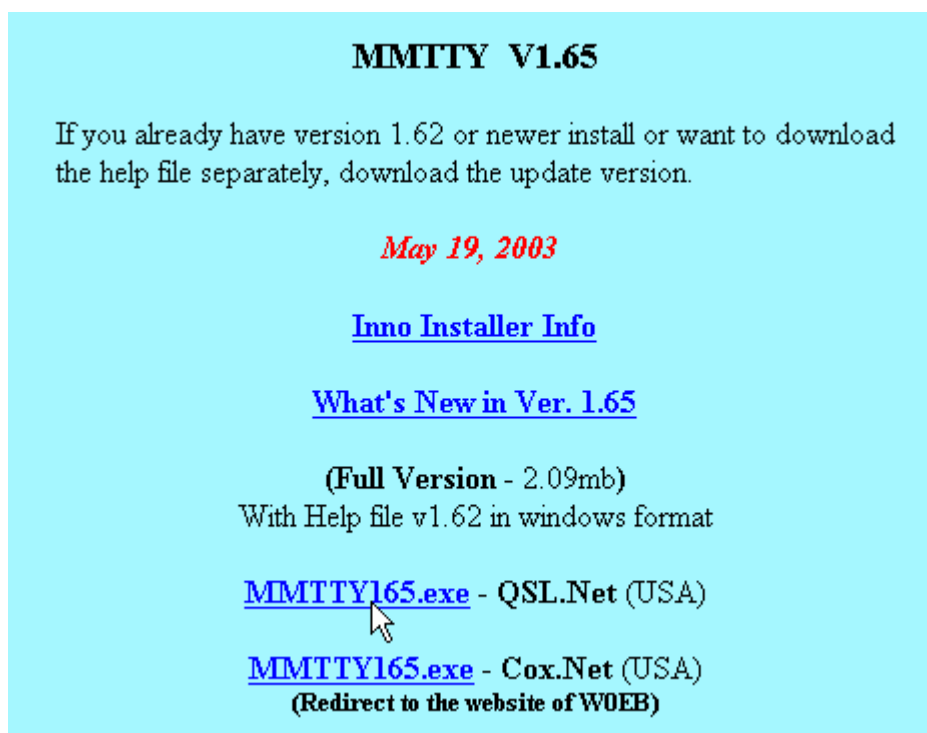 MMTTY V1.65
If you already have version 1.62 or newer install or want to download
the help file separately, download the update version.
May 19, 2003
Inno Installer Info
What's New in Ver. 1.65
(Full Version - 2.09mb)
With Help file v1.62 in windows format
MMTTY165.exe - QSL.Net (USA)
MMTTY165.exe - Cox.Net (USA)
(Redirect to the website of W0EB)